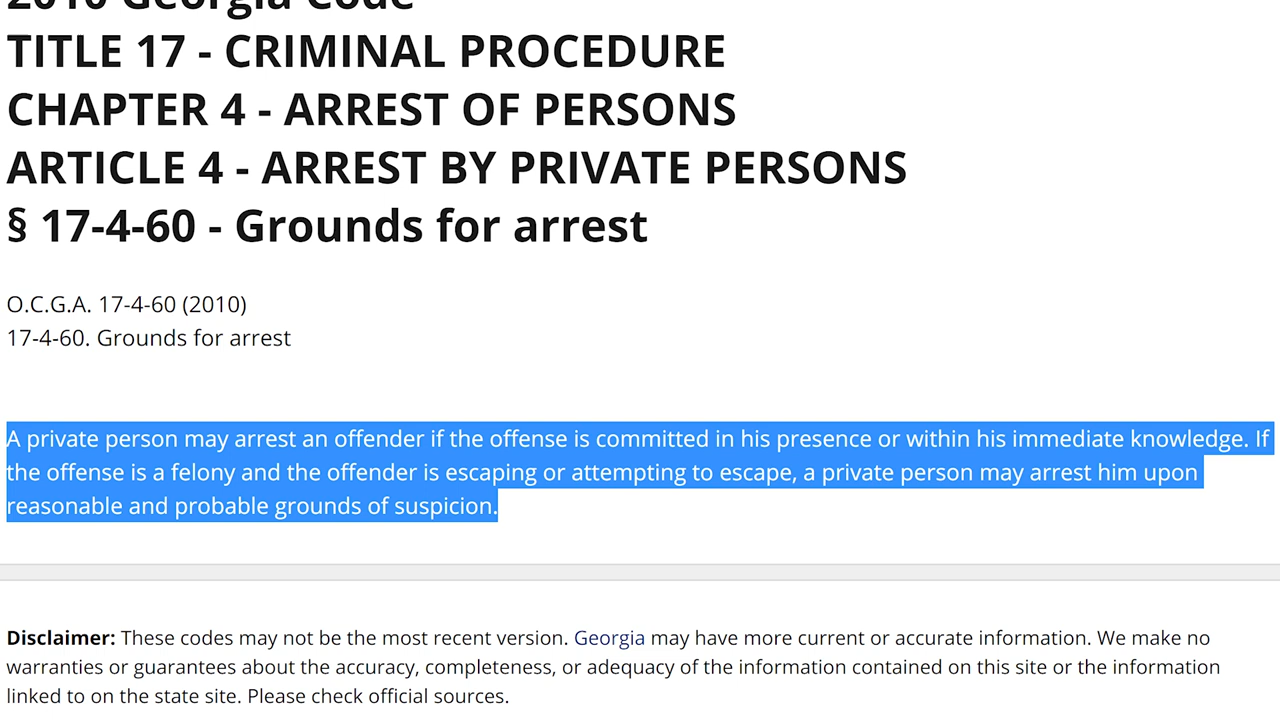 2010 Georgia Code
TITLE 17 - CRIMINAL PROCEDURE
CHAPTER 4 - ARREST OF PERSONS
ARTICLE 4 - ARREST BY PRIVATE PERSONS
§ 17-4-60 - Grounds for arrest
O.C.G.A. 17-4-60 (2010)
17-4-60. Grounds for arrest
A private person may arrest an offender if the offense is committed in his presence or within his immediate knowledge. If
the offense is a felony and the offender is escaping or attempting to escape, a private person may arrest him upon
reasonable and probable grounds of suspicion.
Disclaimer: These codes may not be the most recent version. Georgia may have more current or accurate information. We make no
warranties or guarantees about the accuracy, completeness, or adequacy of the information contained on this site or the information
linked to on the state site. Please check official sources.